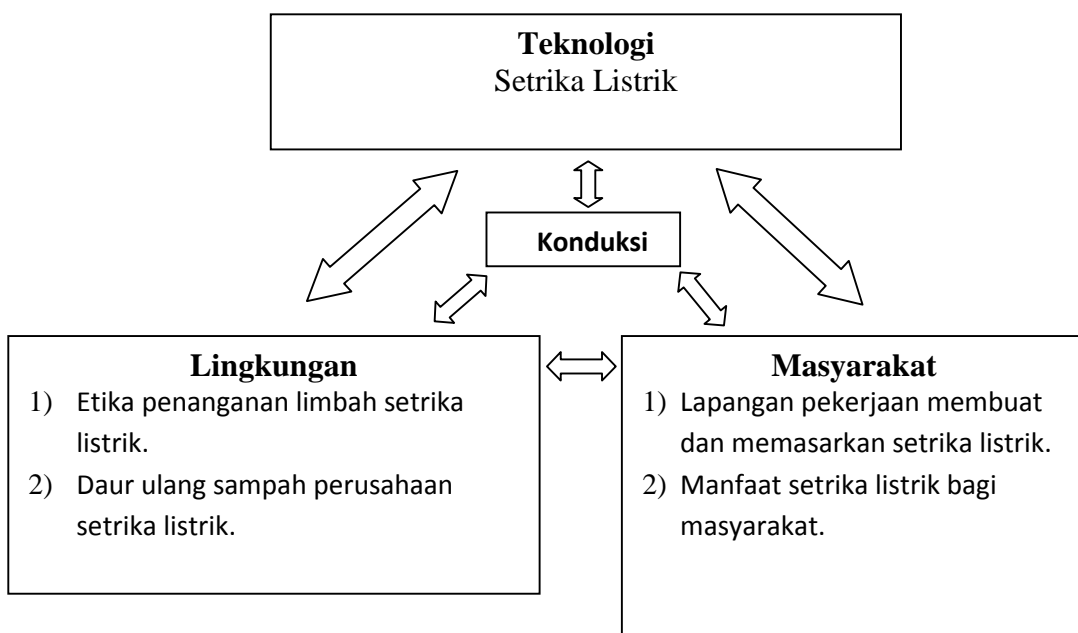 Teknologi
Setrika Listrik
Konduksi
Lingkungan
1) Etika penanganan limbah setrika
listrik.
2) Daur ulang sampah perusahaan
setrika listrik.
Masyarakat
1) Lapangan pekerjaan membuat
dan memasarkan setrika listrik.
2) Manfaat setrika listrik bagi
masyarakat.